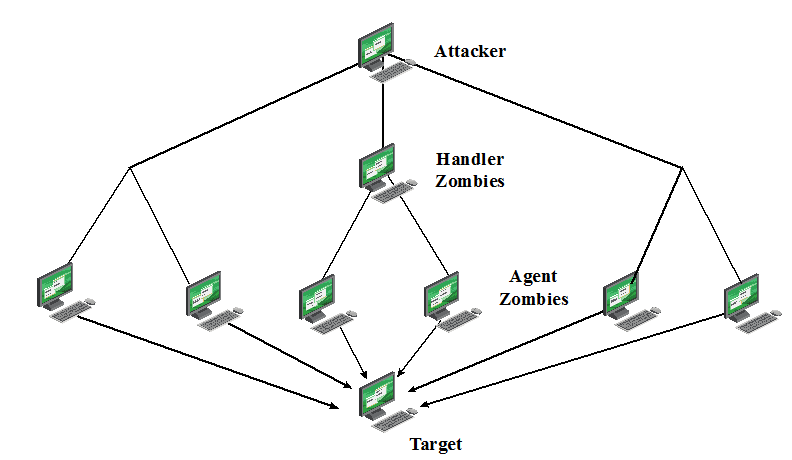 Attacker
Handler
Zombies
Agent
Zombies
Target